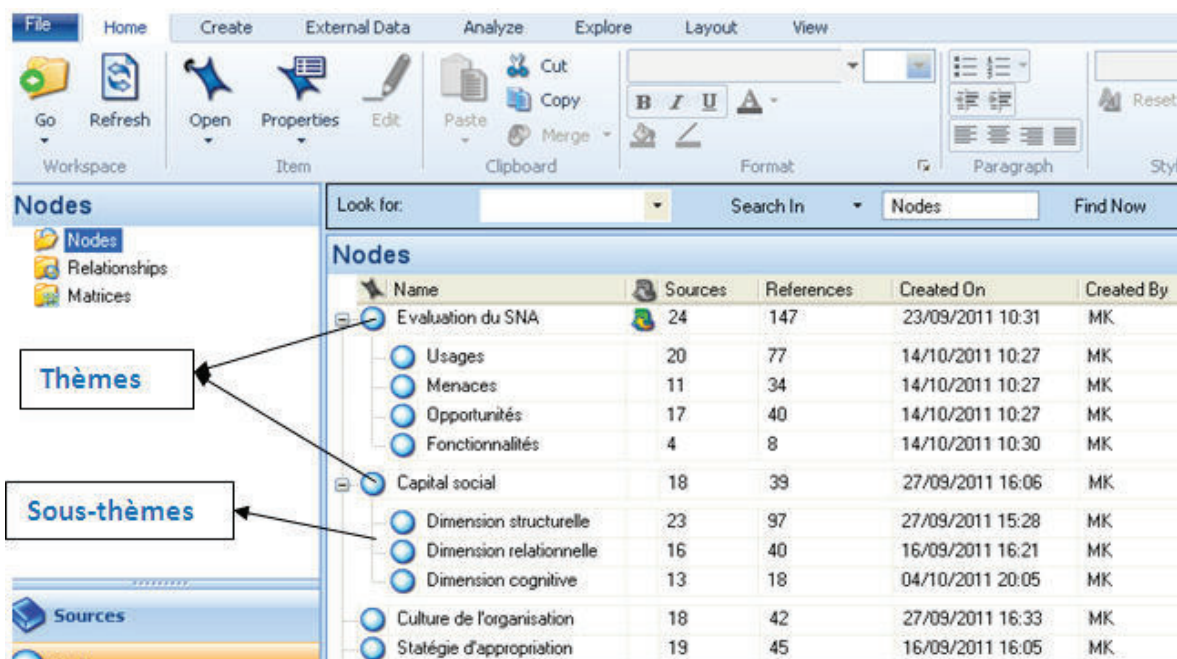 File Home Create External Data Analyze Explore Layout View
Go Refresh Open Properties Edit Paste Cut Copy Merge B I U A Reset
Workspace Item Clipboard Format Paragraph
Nodes
Nodes
Relationships
Matrices
Thèmes
Sous-thèmes
Sources
Look for: Search In Nodes Find Now
Nodes
Name Sources References Created On Created By
Evaluation du SNA 24 147 23/09/2011 10:31 MK
Usages 20 77 14/10/2011 10:27 MK
Menaces 11 34 14/10/2011 10:27 MK
Opportunités 17 40 14/10/2011 10:27 MK
Fonctionnalités 4 8 14/10/2011 10:30 MK
Capital social 18 39 27/09/2011 16:06 MK
Dimension structurelle 23 97 27/09/2011 15:28 MK
Dimension relationnelle 16 40 16/09/2011 16:21 MK
Dimension cognitive 13 18 04/10/2011 20:05 MK
Culture de l'organisation 18 42 27/09/2011 16:33 MK
Statégie d'appropriation 19 45 16/09/2011 16:05 MK